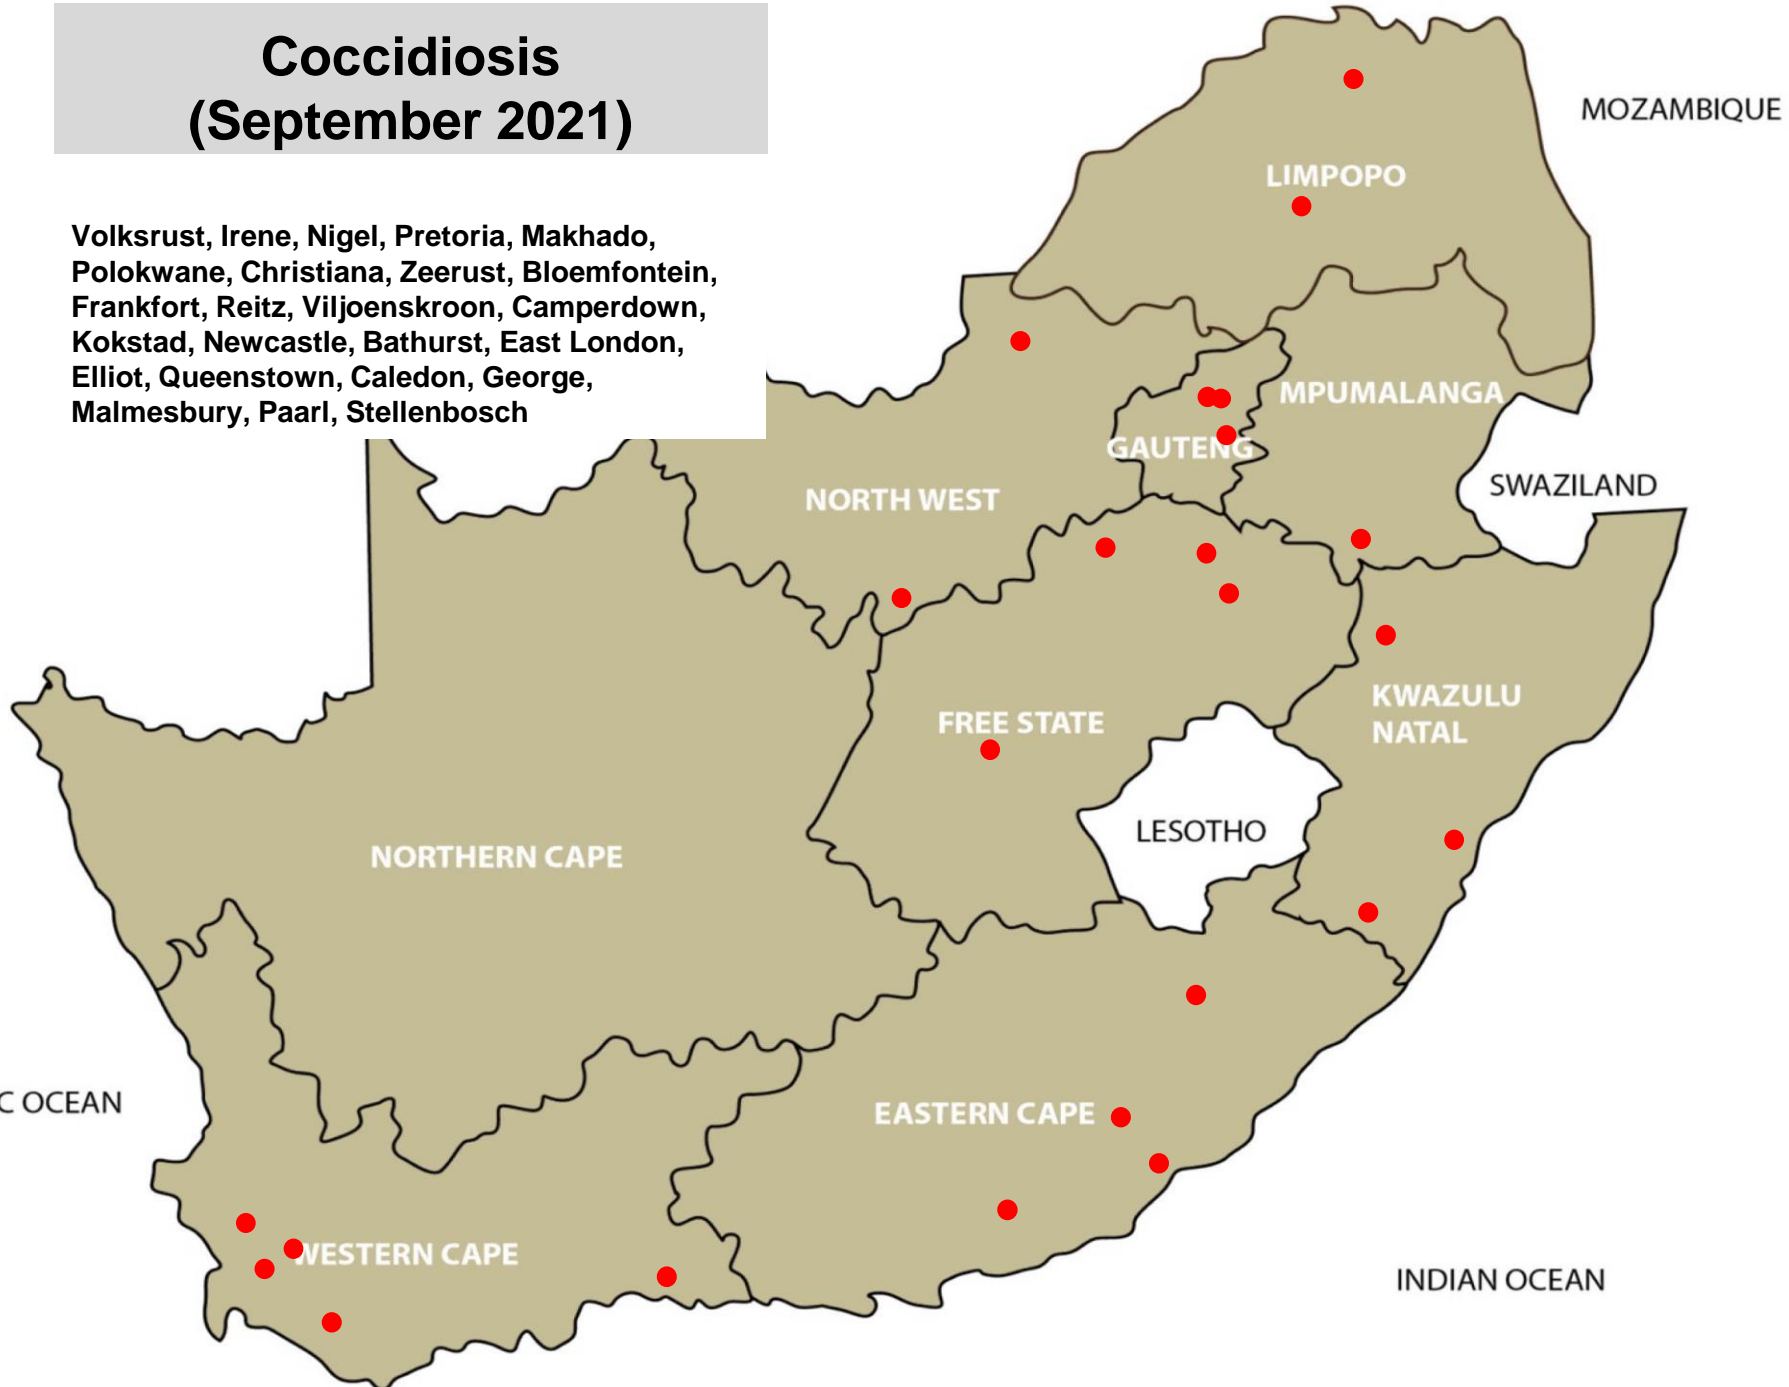 Coccidiosis
(September 2021)
Volksrust, Irene, Nigel, Pretoria, Makhado,
Polokwane, Christiana, Zeerust, Bloemfontein,
Frankfort, Reitz, Viljoenskroon, Camperdown,
Kokstad, Newcastle, Bathurst, East London,
Elliot, Queenstown, Caledon, George,
Malmesbury, Paarl, Stellenbosch
MOZAMBIQUE
LIMPOPO
MPUMALANGA
GAUTENG
NORTH WEST
SWAZILAND
KWAZULU
NATAL
FREE STATE
LESOTHO
NORTHERN CAPE
C OCEAN
EASTERN CAPE
WESTERN CAPE
INDIAN OCEAN